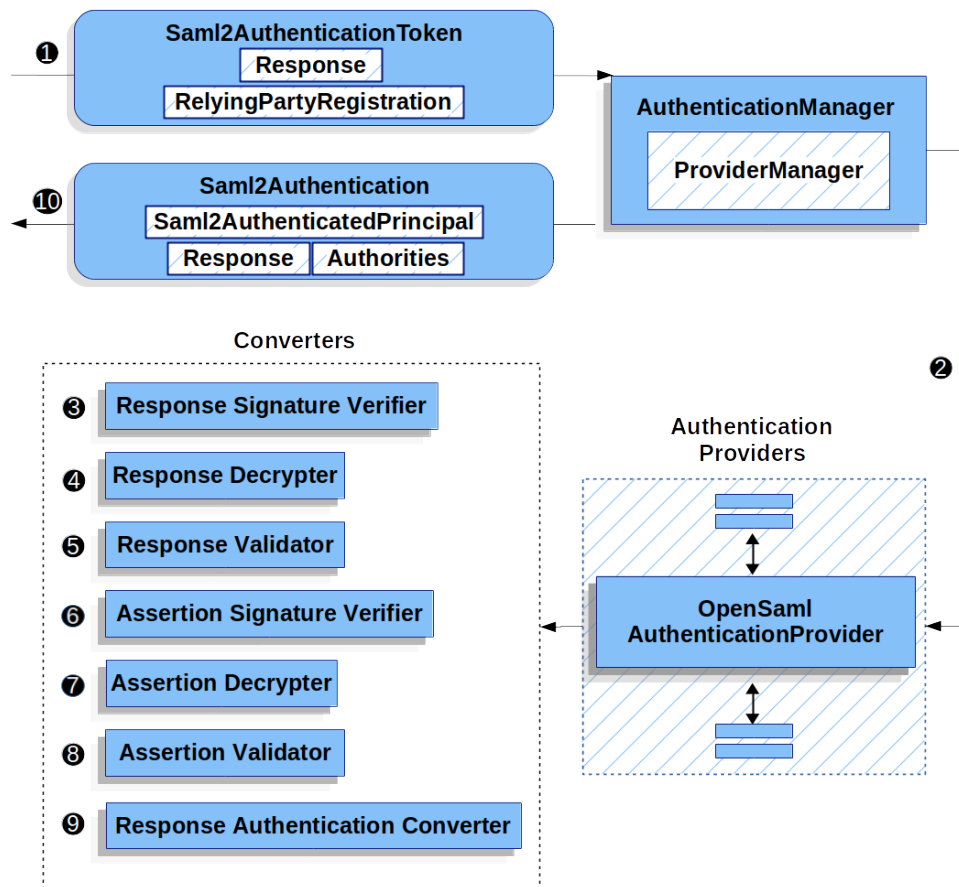 1
Saml2AuthenticationToken
Response
RelyingPartyRegistration
AuthenticationManager
ProviderManager
10
Saml2Authentication
Saml2AuthenticatedPrincipal
Response
Authorities
Converters
2
3
Response Signature Verifier
Authentication
Providers
4
Response Decrypter
5
Response Validator
6
Assertion Signature Verifier
OpenSaml
AuthenticationProvider
7
Assertion Decrypter
8
Assertion Validator
9
Response Authentication Converter